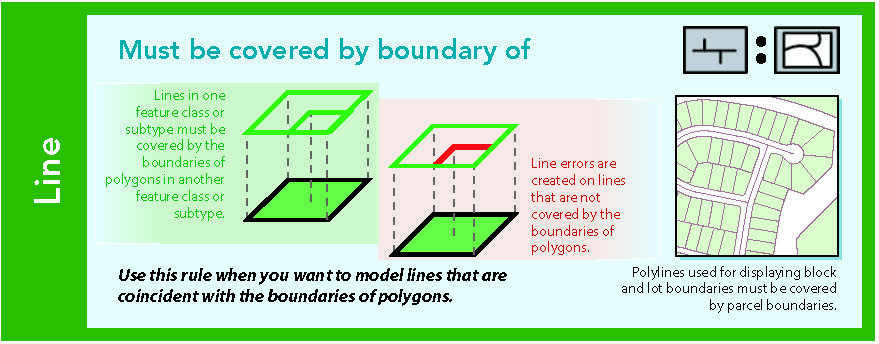 Line
Must be covered by boundary of
Lines in one
feature class or
subtype must be
covered by the
boundaries of
polygons in another
feature class or
subtype.
Line errors are
created on lines
that are not
covered by the
boundaries of
polygons.
Use this rule when you want to model lines that are
coincident with the boundaries of polygons.
Polylines used for displaying block
and lot boundaries must be covered
by parcel boundaries.